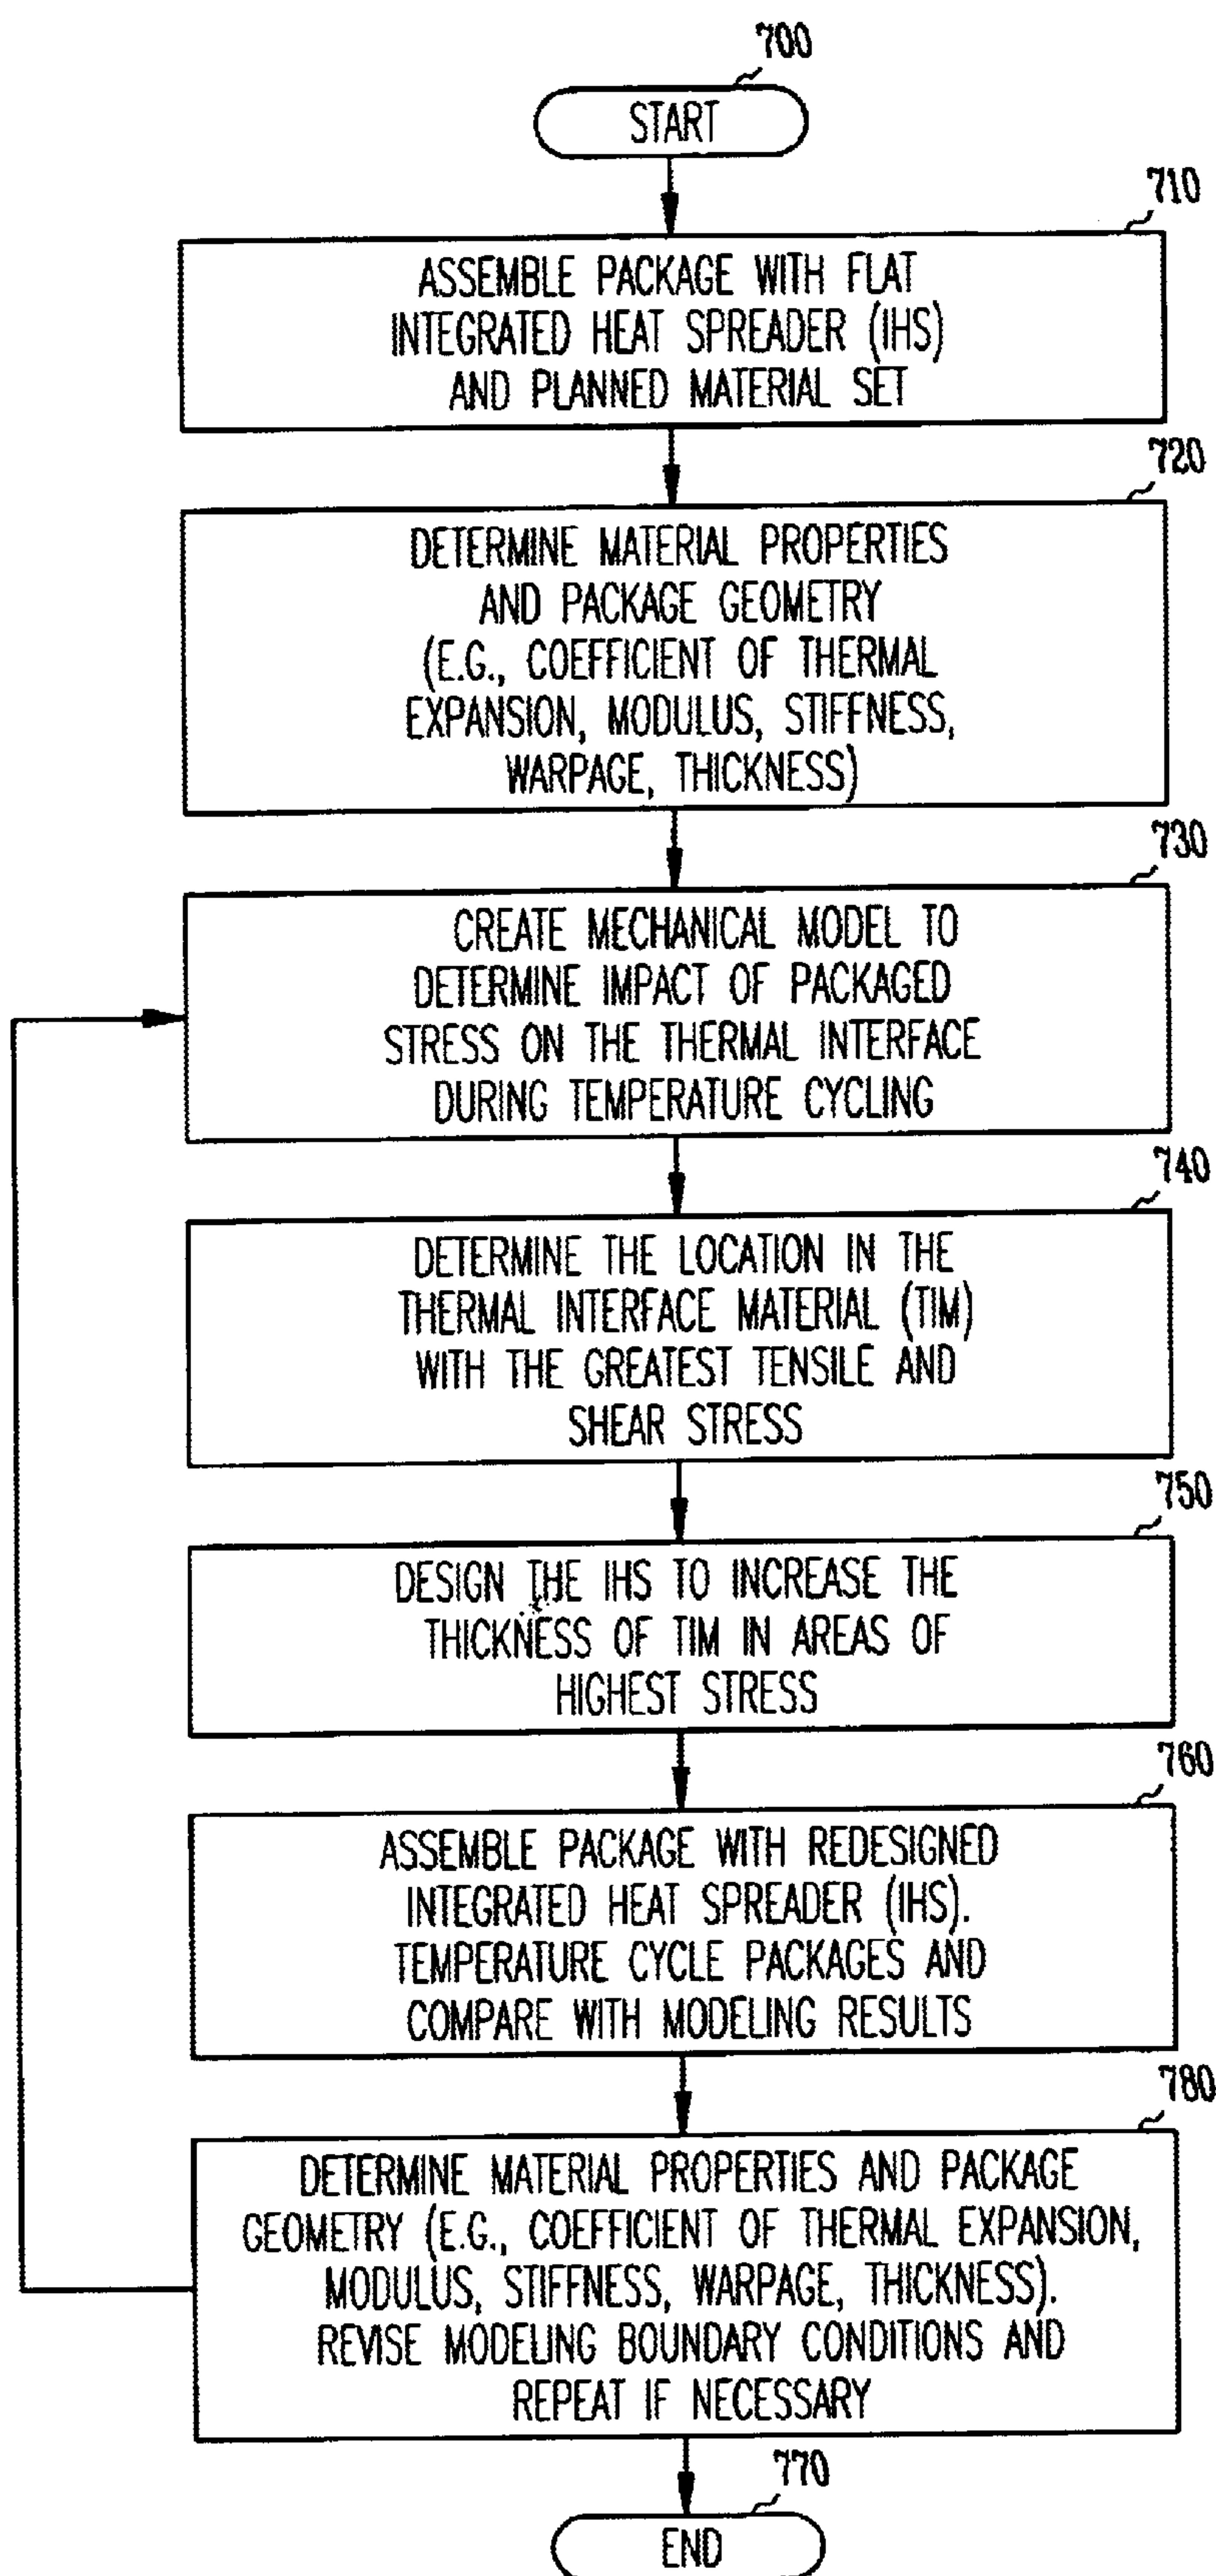 700
START
710
ASSEMBLE PACKAGE WITH FLAT
INTEGRATED HEAT SPREADER (IHS)
AND PLANNED MATERIAL SET
720
DETERMINE MATERIAL PROPERTIES
AND PACKAGE GEOMETRY
(E.G., COEFFICIENT OF THERMAL
EXPANSION, MODULUS, STIFFNESS,
WARPAGE, THICKNESS)
730
CREATE MECHANICAL MODEL TO
DETERMINE IMPACT OF PACKAGED
STRESS ON THE THERMAL INTERFACE
DURING TEMPERATURE CYCLING
740
DETERMINE THE LOCATION IN THE
THERMAL INTERFACE MATERIAL (TIM)
WITH THE GREATEST TENSILE AND
SHEAR STRESS
750
DESIGN THE IHS TO INCREASE THE
THICKNESS OF TIM IN AREAS OF
HIGHEST STRESS
760
ASSEMBLE PACKAGE WITH REDESIGNED
INTEGRATED HEAT SPREADER (IHS).
TEMPERATURE CYCLE PACKAGES AND
COMPARE WITH MODELING RESULTS
780
DETERMINE MATERIAL PROPERTIES AND PACKAGE
GEOMETRY (E.G., COEFFICIENT OF THERMAL EXPANSION,
MODULUS, STIFFNESS, WARPAGE, THICKNESS).
REVISE MODELING BOUNDARY CONDITIONS AND
REPEAT IF NECESSARY
770
END